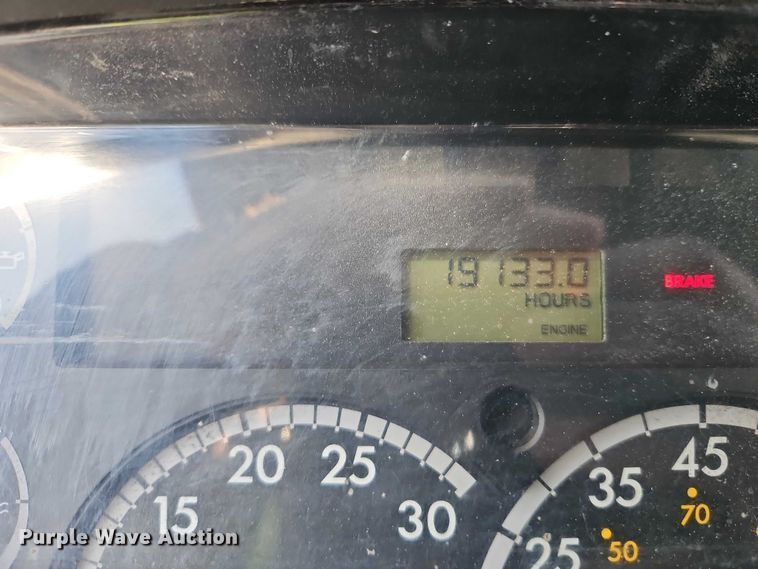 19133.0
HOURS
ENGINE
BRAKE
15 20 25 30
25 35 45
50 70
Purple Wave Auction